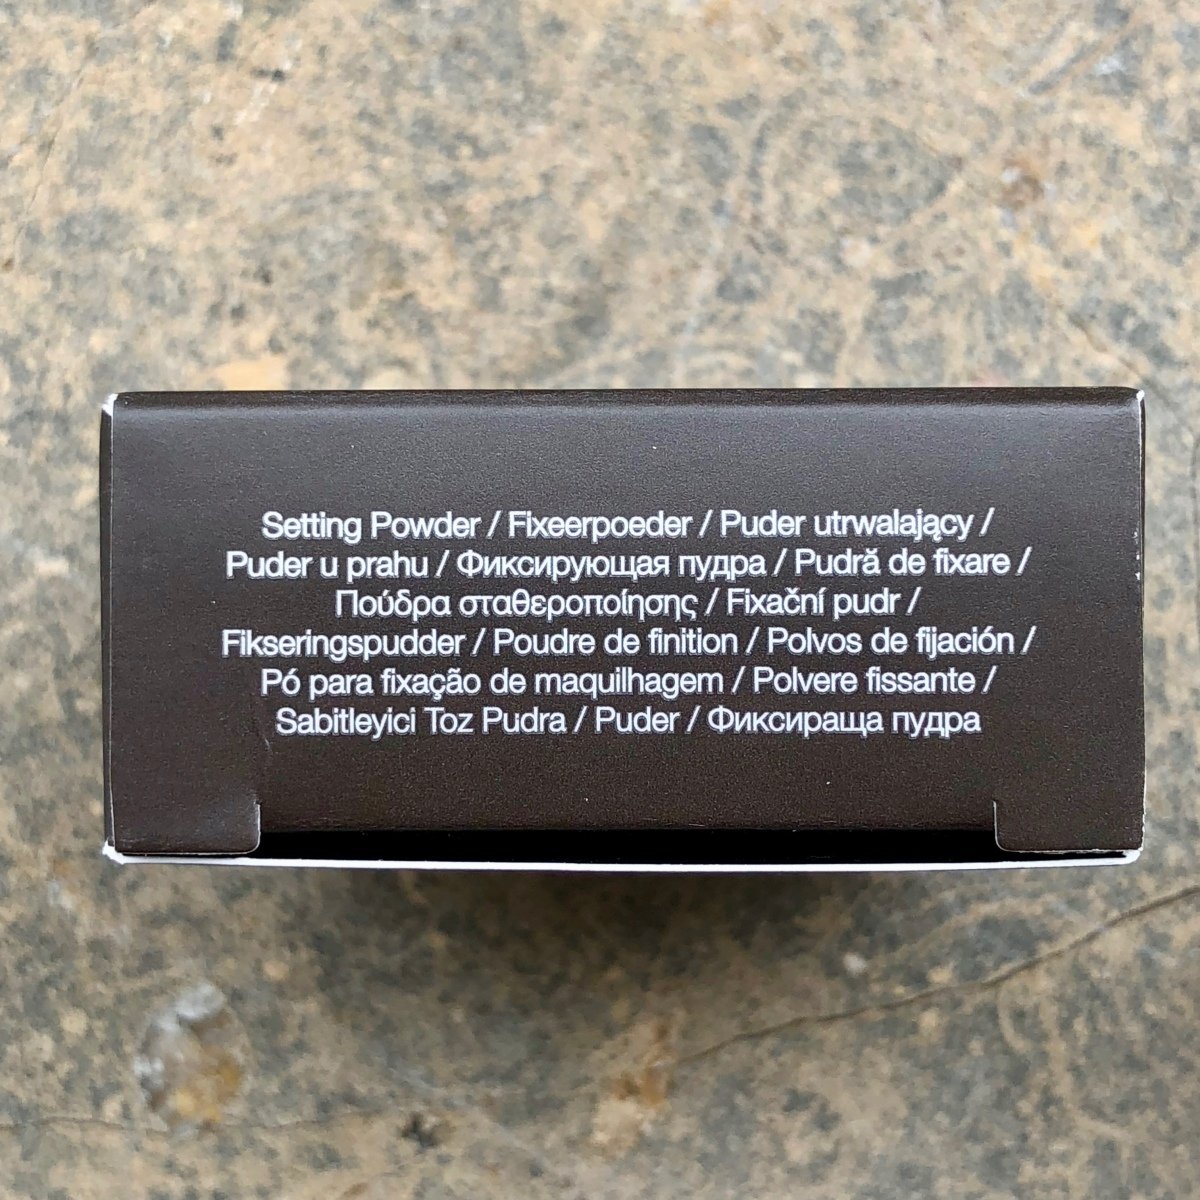 Setting Powder / Fixeerpoeder / Puder utrwalający /
Puder u prahu / Фиксирующая пудра / Pudră de fixare /
Πούδρα σταθεροποίησης / Fixační pudr /
Fikseringspudder / Poudre de finition / Polvos de fijación /
Pó para fixação de maquilhagem / Polvere fissante /
Sabitleyici Toz Pudra / Puder / Фиксираща пудра